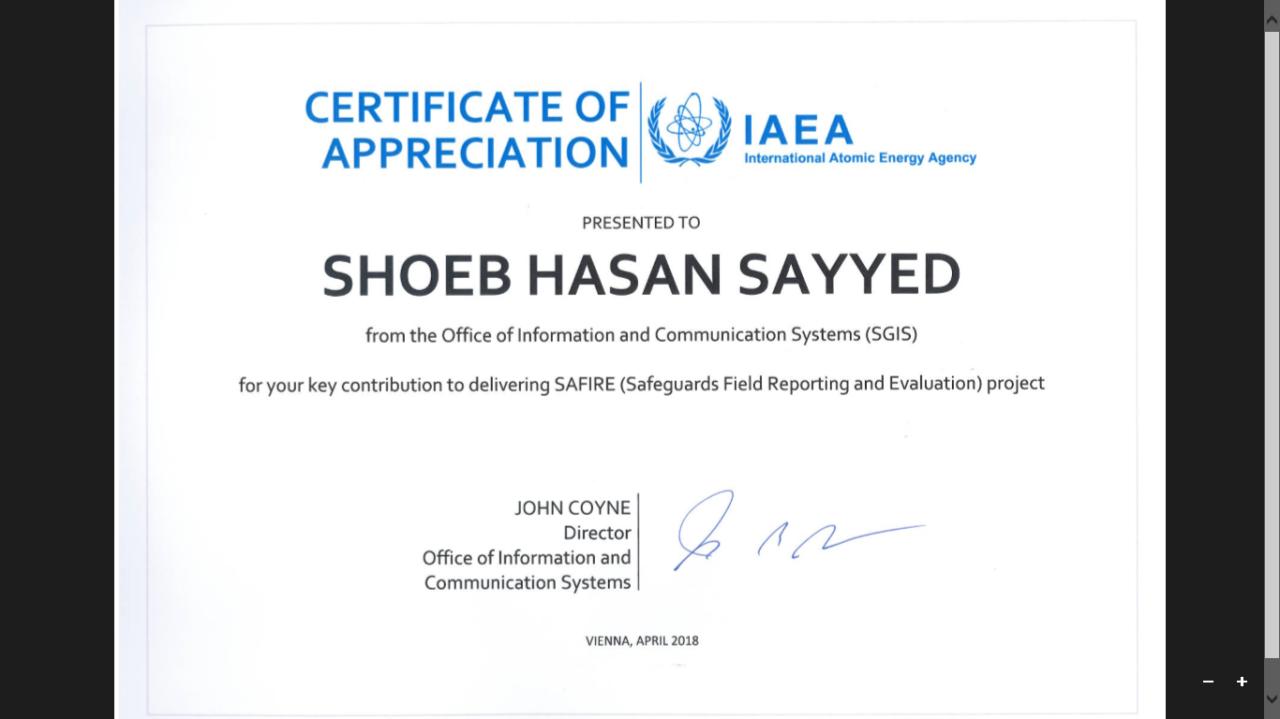 CERTIFICATE OF
APPRECIATION
IAEA
International Atomic Energy Agency
PRESENTED TO
SHOEB HASAN SAYYED
from the Office of Information and Communication Systems (SGIS)
for your key contribution to delivering SAFIRE (Safeguards Field Reporting and Evaluation) project
JOHN COYNE
Director
Office of Information and
Communication Systems
VIENNA, APRIL 2018